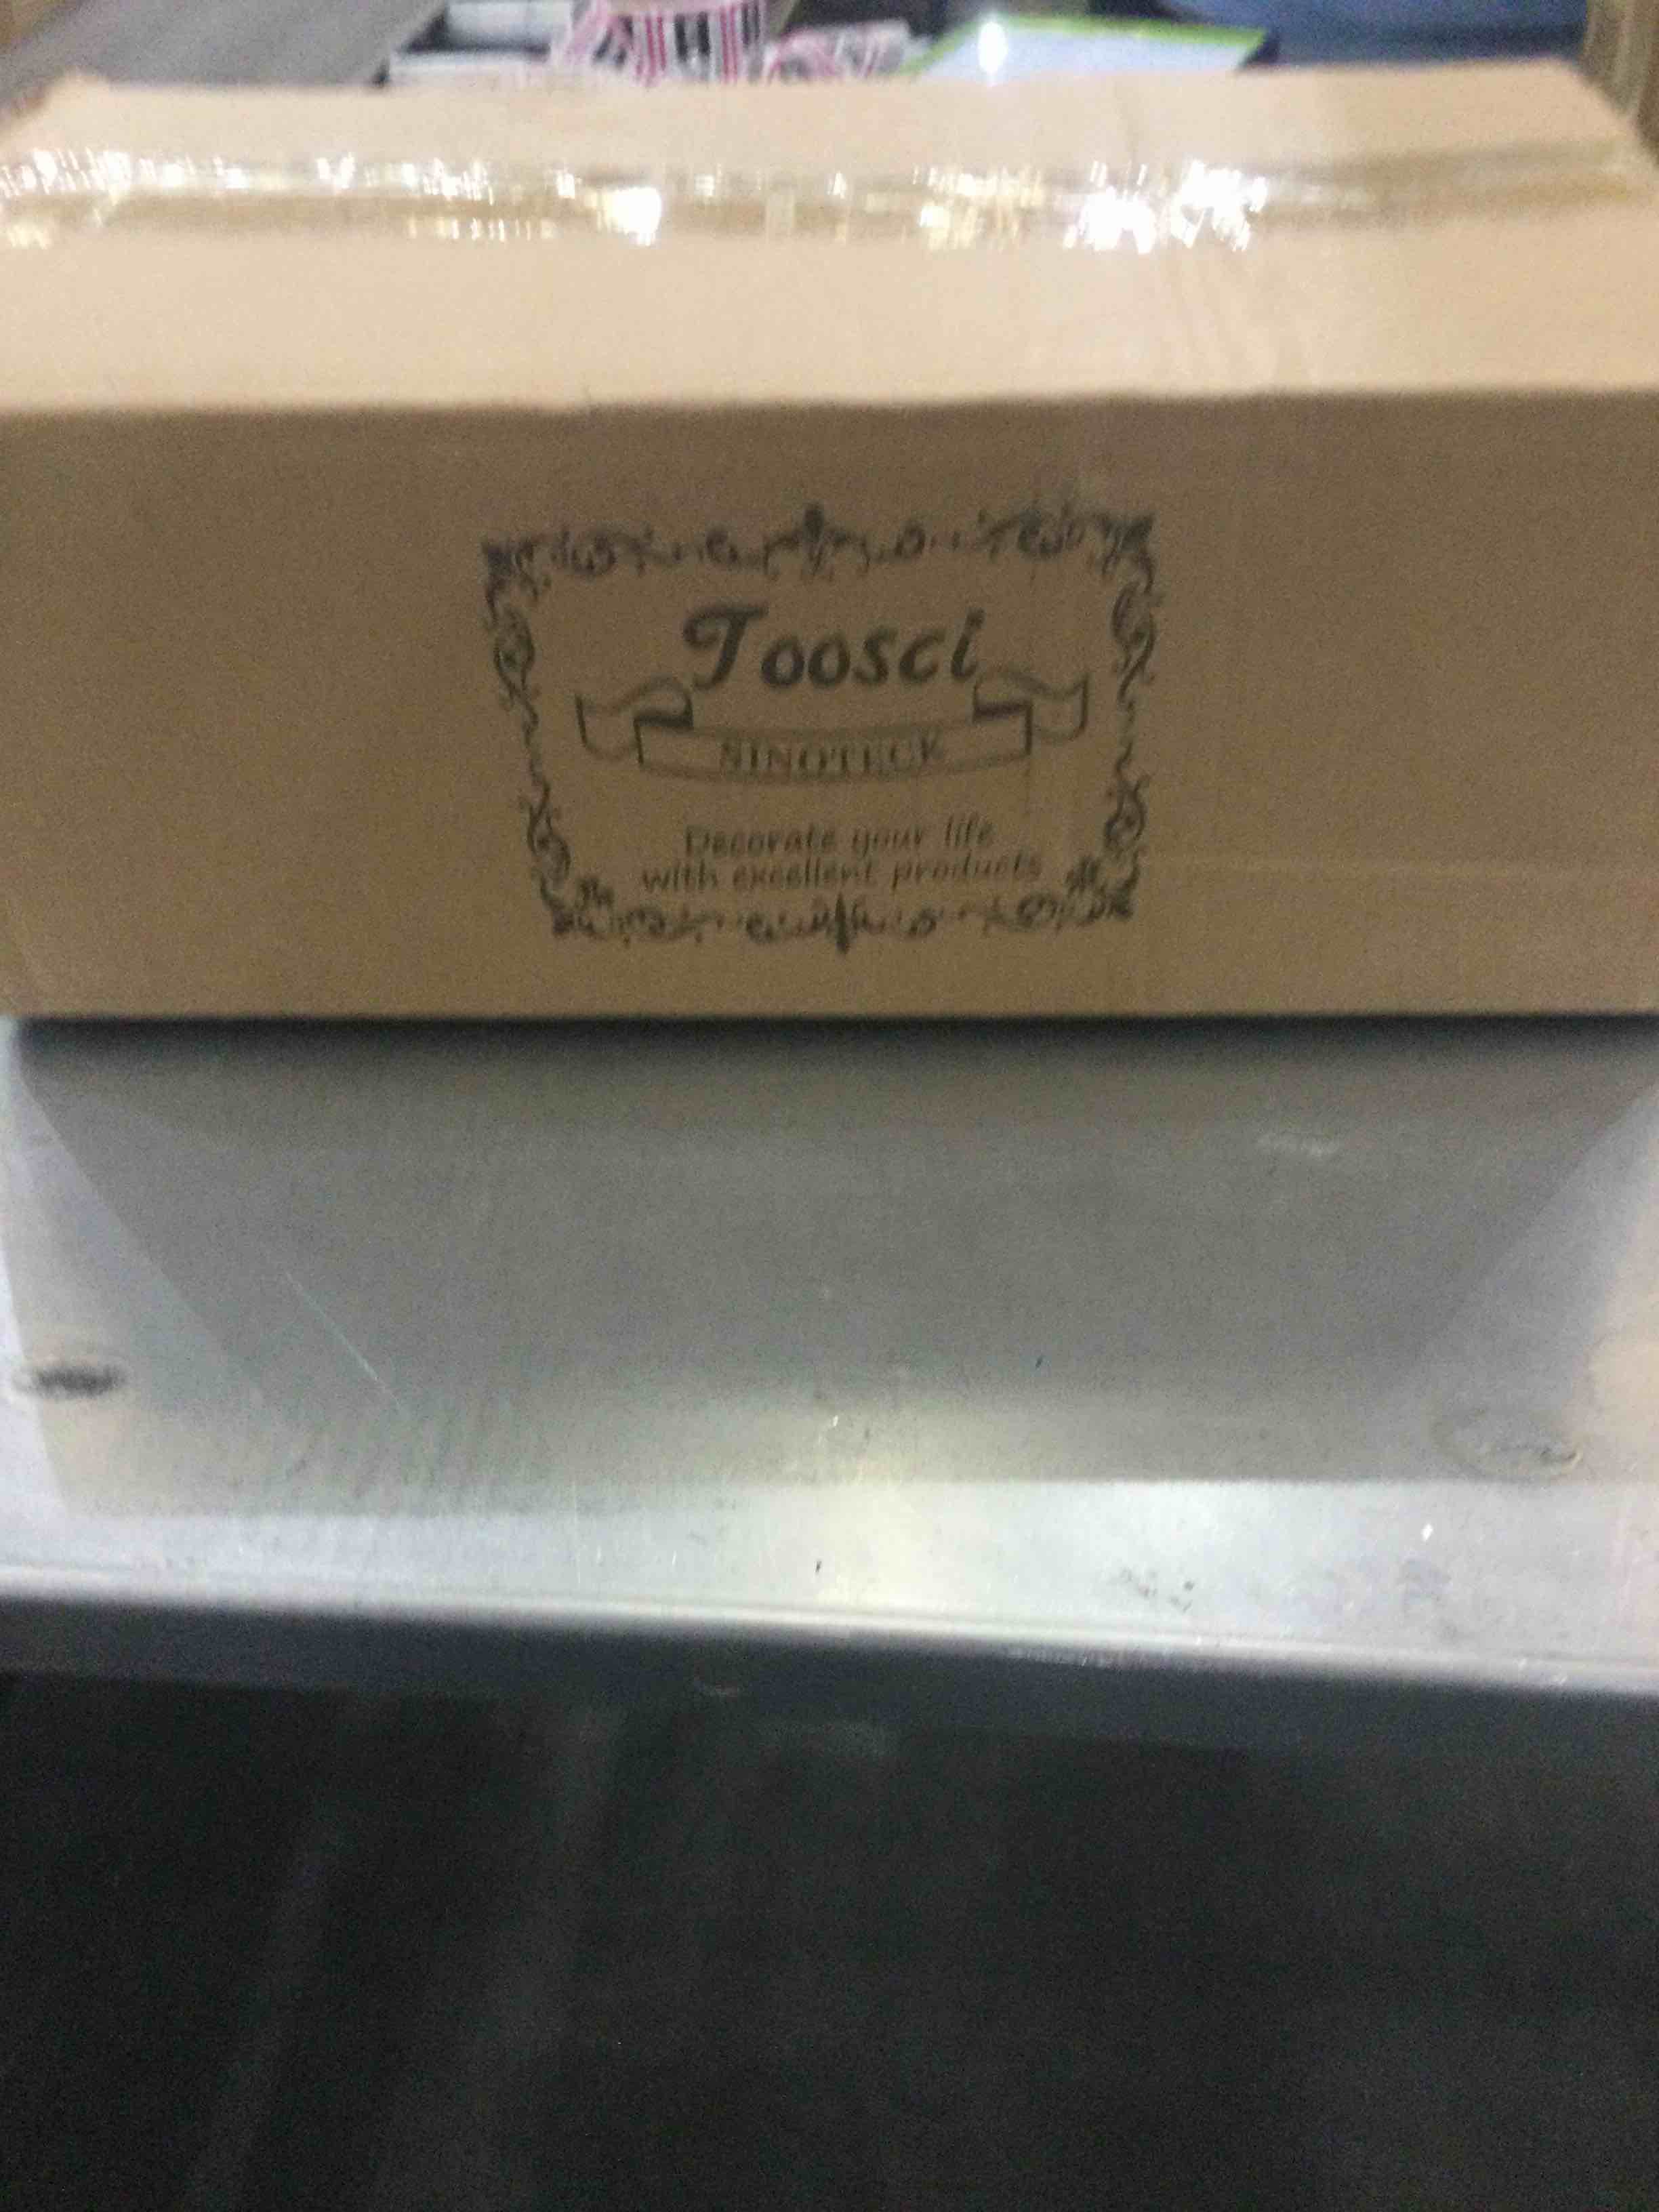 Toosci
SINOTECK
Decorate your life
with excellent products